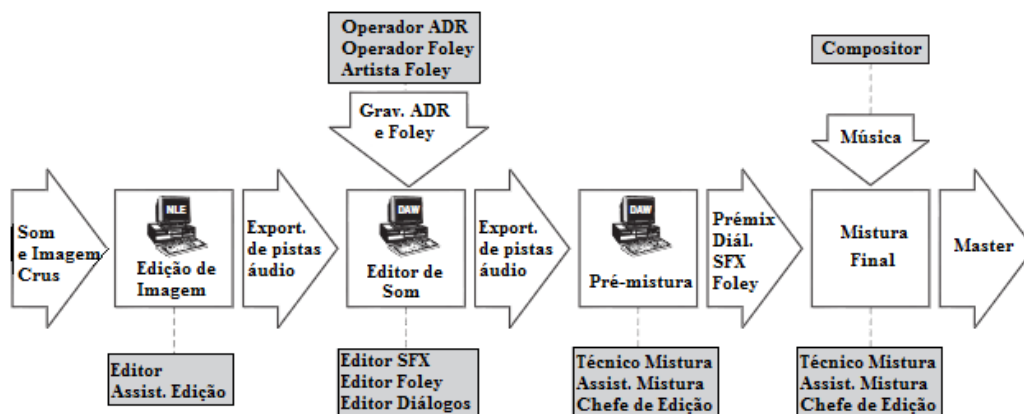 Operador ADR
Operador Foley
Artista Foley
Compositor
Grav. ADR
e Foley
Música
Som
e Imagem
Crus
NLE
Edição de
Imagem
Export.
de pistas
áudio
DAW
Editor de
Som
Export.
de pistas
áudio
DAW
Pré-mistura
Prémix
Diál.
SFX
Foley
Mistura
Final
Master
Editor
Assist. Edição
Editor SFX
Editor Foley
Editor Diálogos
Técnico Mistura
Assist. Mistura
Chefe de Edição
Técnico Mistura
Assist. Mistura
Chefe de Edição